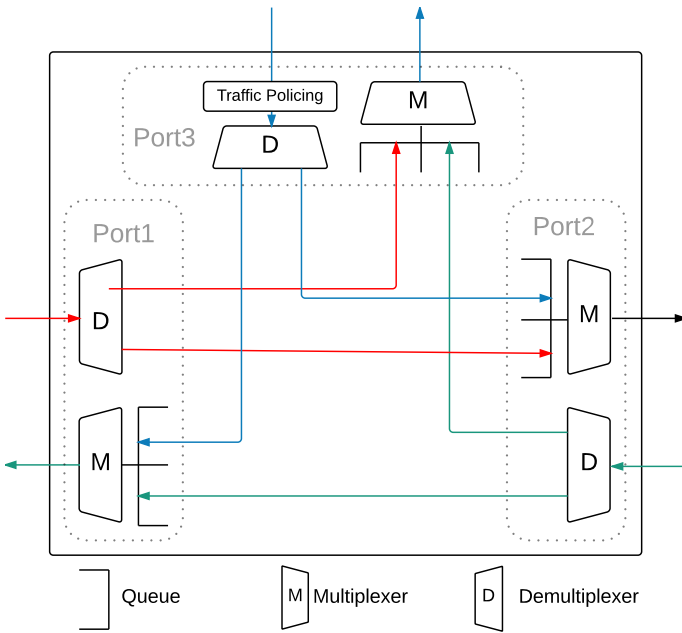 Traffic Policing
M
D
Port3
Port1
Port2
D
M
M
D
Queue
M
Multiplexer
D
Demultiplexer